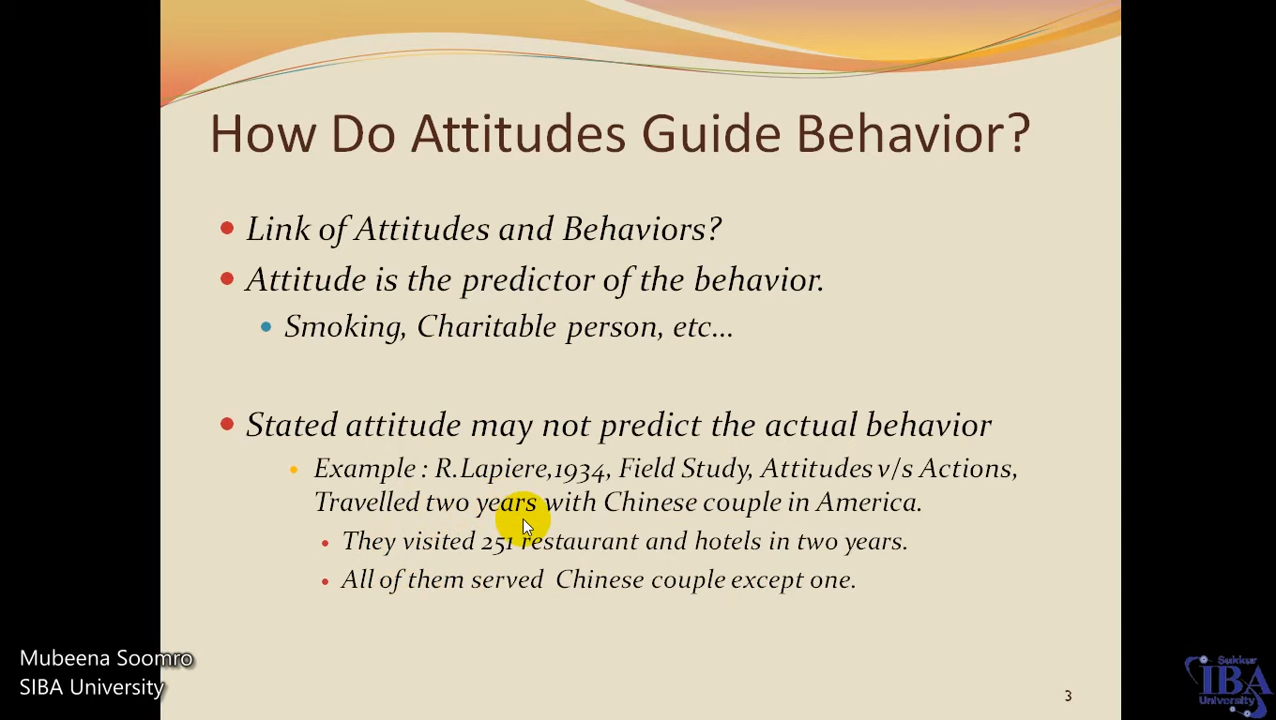 How Do Attitudes Guide Behavior?
Link of Attitudes and Behaviors?
Attitude is the predictor of the behavior.
Smoking, Charitable person, etc...
Stated attitude may not predict the actual behavior
Example : R.Lapiere,1934, Field Study, Attitudes v/s Actions,
Travelled two years with Chinese couple in America.
They visited 251 restaurant and hotels in two years.
All of them served Chinese couple except one.
Mubeena Soomro
SIBA University
3
Sukkur
IBA
University